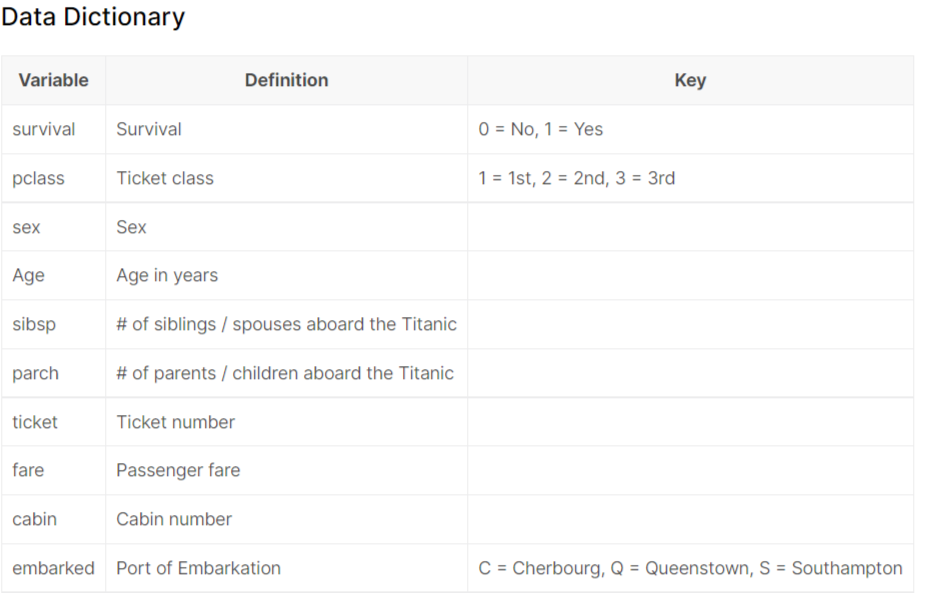 Data Dictionary
Variable Definition Key
survival Survival 0 = No, 1 = Yes
pclass Ticket class 1 = 1st, 2 = 2nd, 3 = 3rd
sex Sex
Age Age in years
sibsp # of siblings / spouses aboard the Titanic
parch # of parents / children aboard the Titanic
ticket Ticket number
fare Passenger fare
cabin Cabin number
embarked Port of Embarkation C = Cherbourg, Q = Queenstown, S = Southampton